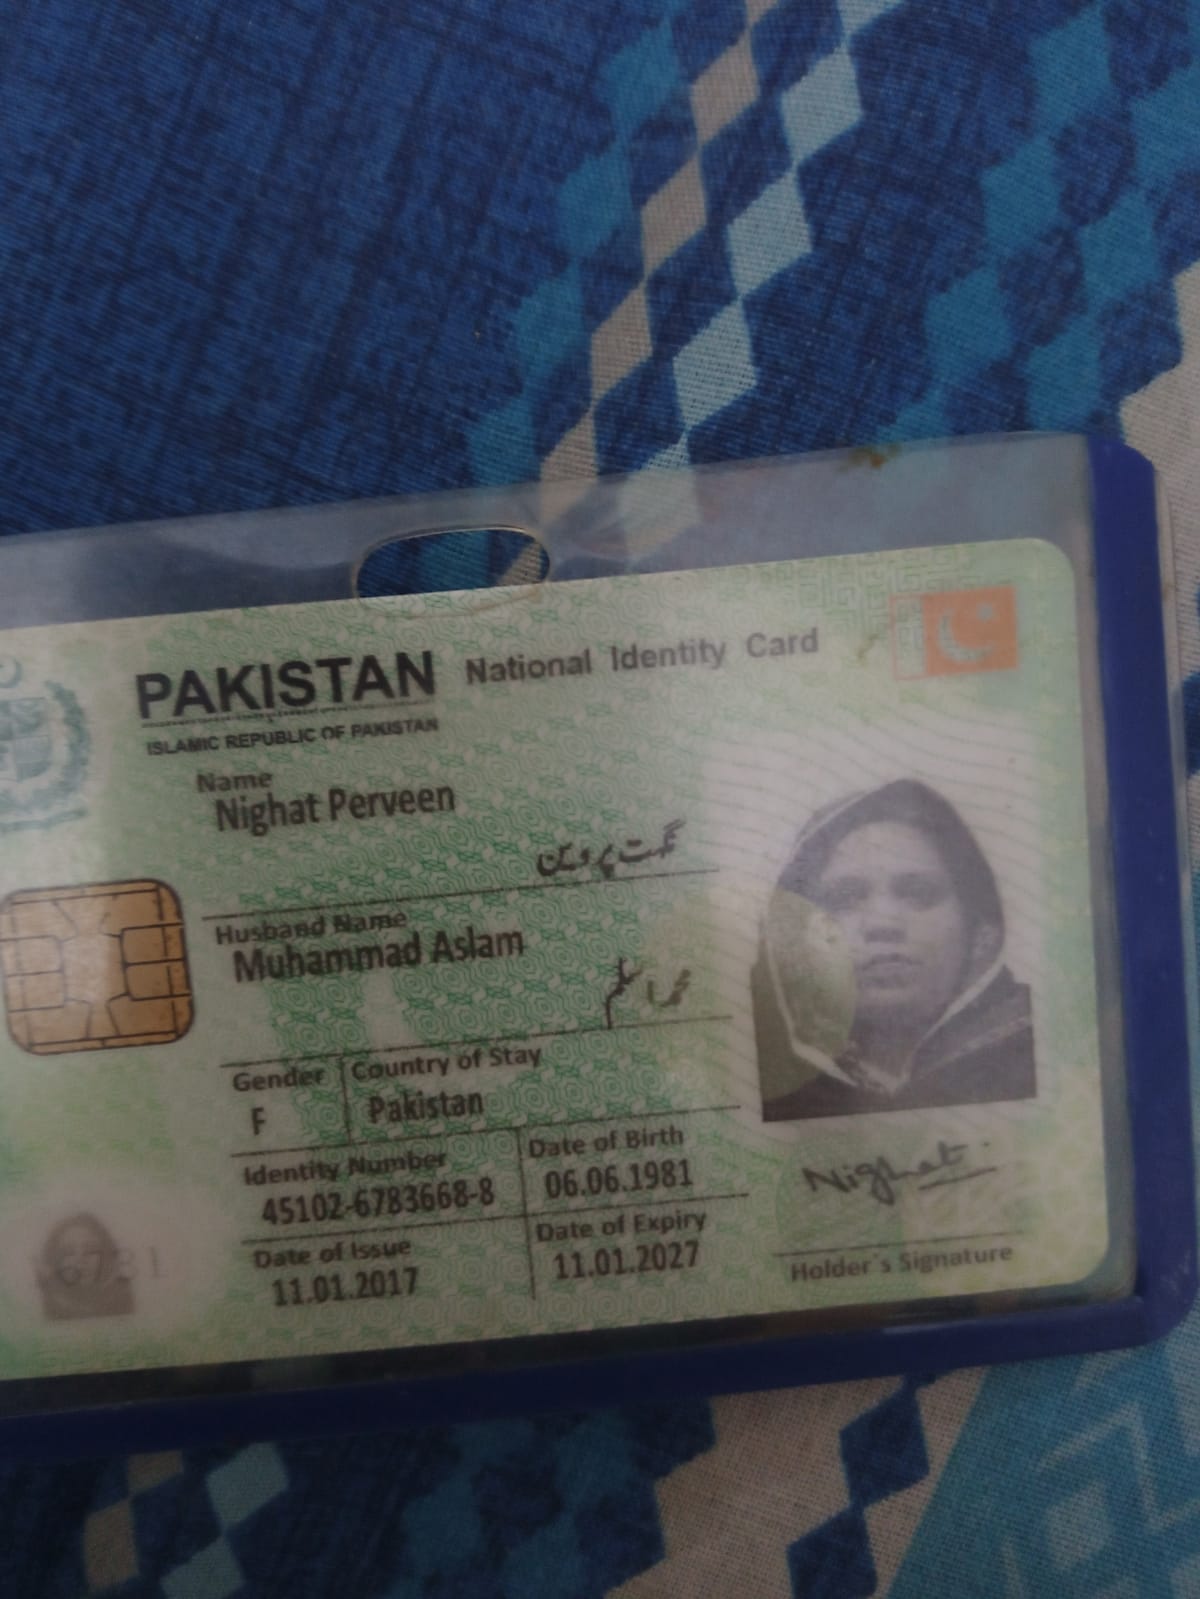 PAKISTAN National Identity Card
ISLAMIC REPUBLIC OF PAKISTAN
Name
Nighat Perveen
نگہت پروین
Husband Name
Muhammad Aslam
محمد اسلم
Gender
Country of Stay
F
Pakistan
Identity Number
Date of Birth
45102-6783668-8
06.06.1981
Date of Issue
Date of Expiry
11.01.2017
11.01.2027
Nighat
Holder's Signature